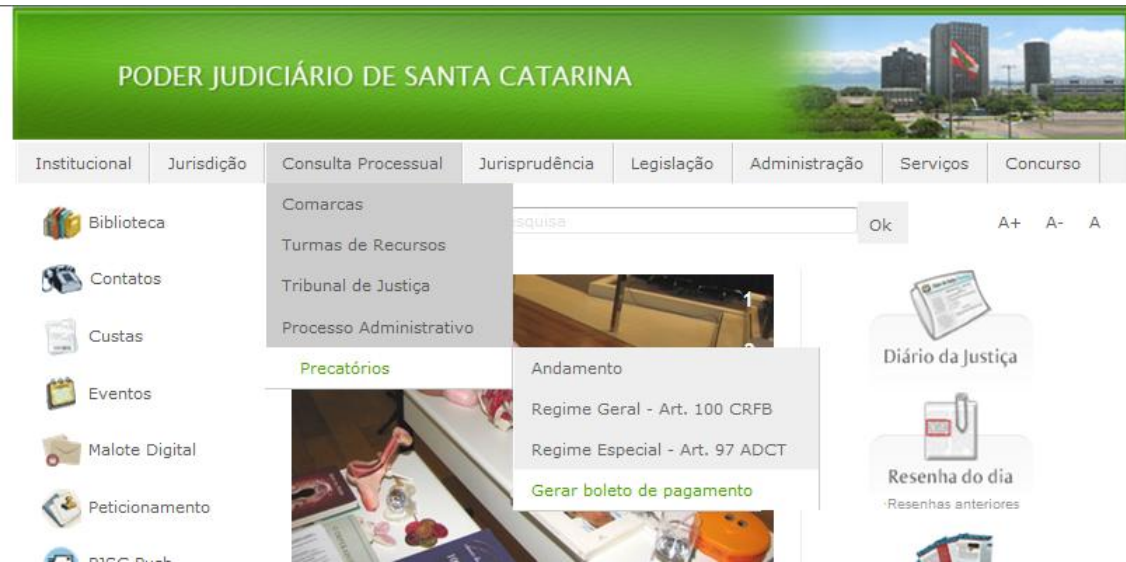 PODER JUDICIÁRIO DE SANTA CATARINA
Institucional Jurisdição Consulta Processual Jurisprudência Legislação Administração Serviços Concurso
Comarcas
Turmas de Recursos
Tribunal de Justiça
Processo Administrativo
Precatórios
Andamento
Regime Geral - Art. 100 CRFB
Regime Especial - Art. 97 ADCT
Gerar boleto de pagamento
Biblioteca
Contatos
Custas
Eventos
Malote Digital
Peticionamento
Ok
A+ A- A
1
Diário da Justiça
Resenha do dia
Resenhas anteriores